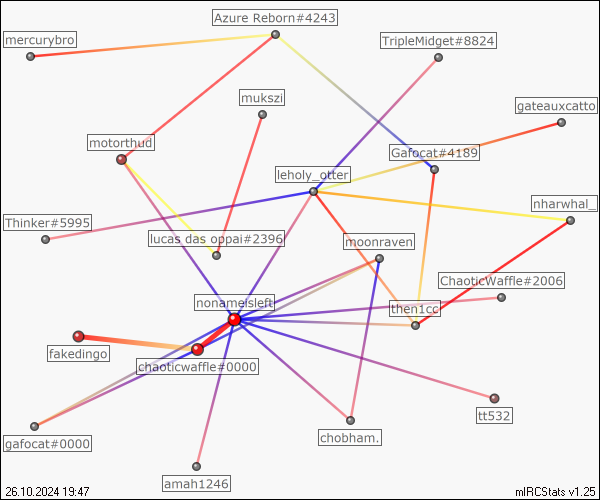 Azure Reborn#4243
mercurybro
TripleMidget#8824
mukszi
gateauxcatto
motorthud
Gafocat#4189
leholy_otter
nharwhal_
Thinker#5995
lucas das oppai#2396
moonraven
ChaoticWaffle#2006
nonameisleft
then1cc
fakedingo
chaoticwaffle#0000
tt532
gafocat#0000
chobham.
amah1246
26.10.2024 19:47
mIRCStats v1.25